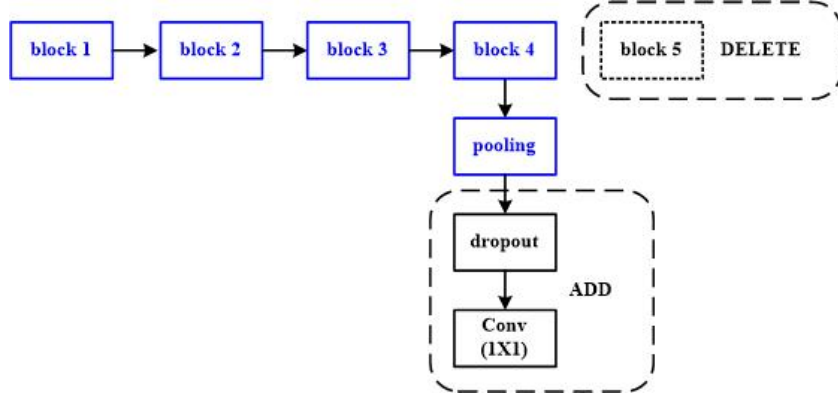 block 1
block 2
block 3
block 4
block 5
DELETE
pooling
dropout
ADD
Conv
(1X1)